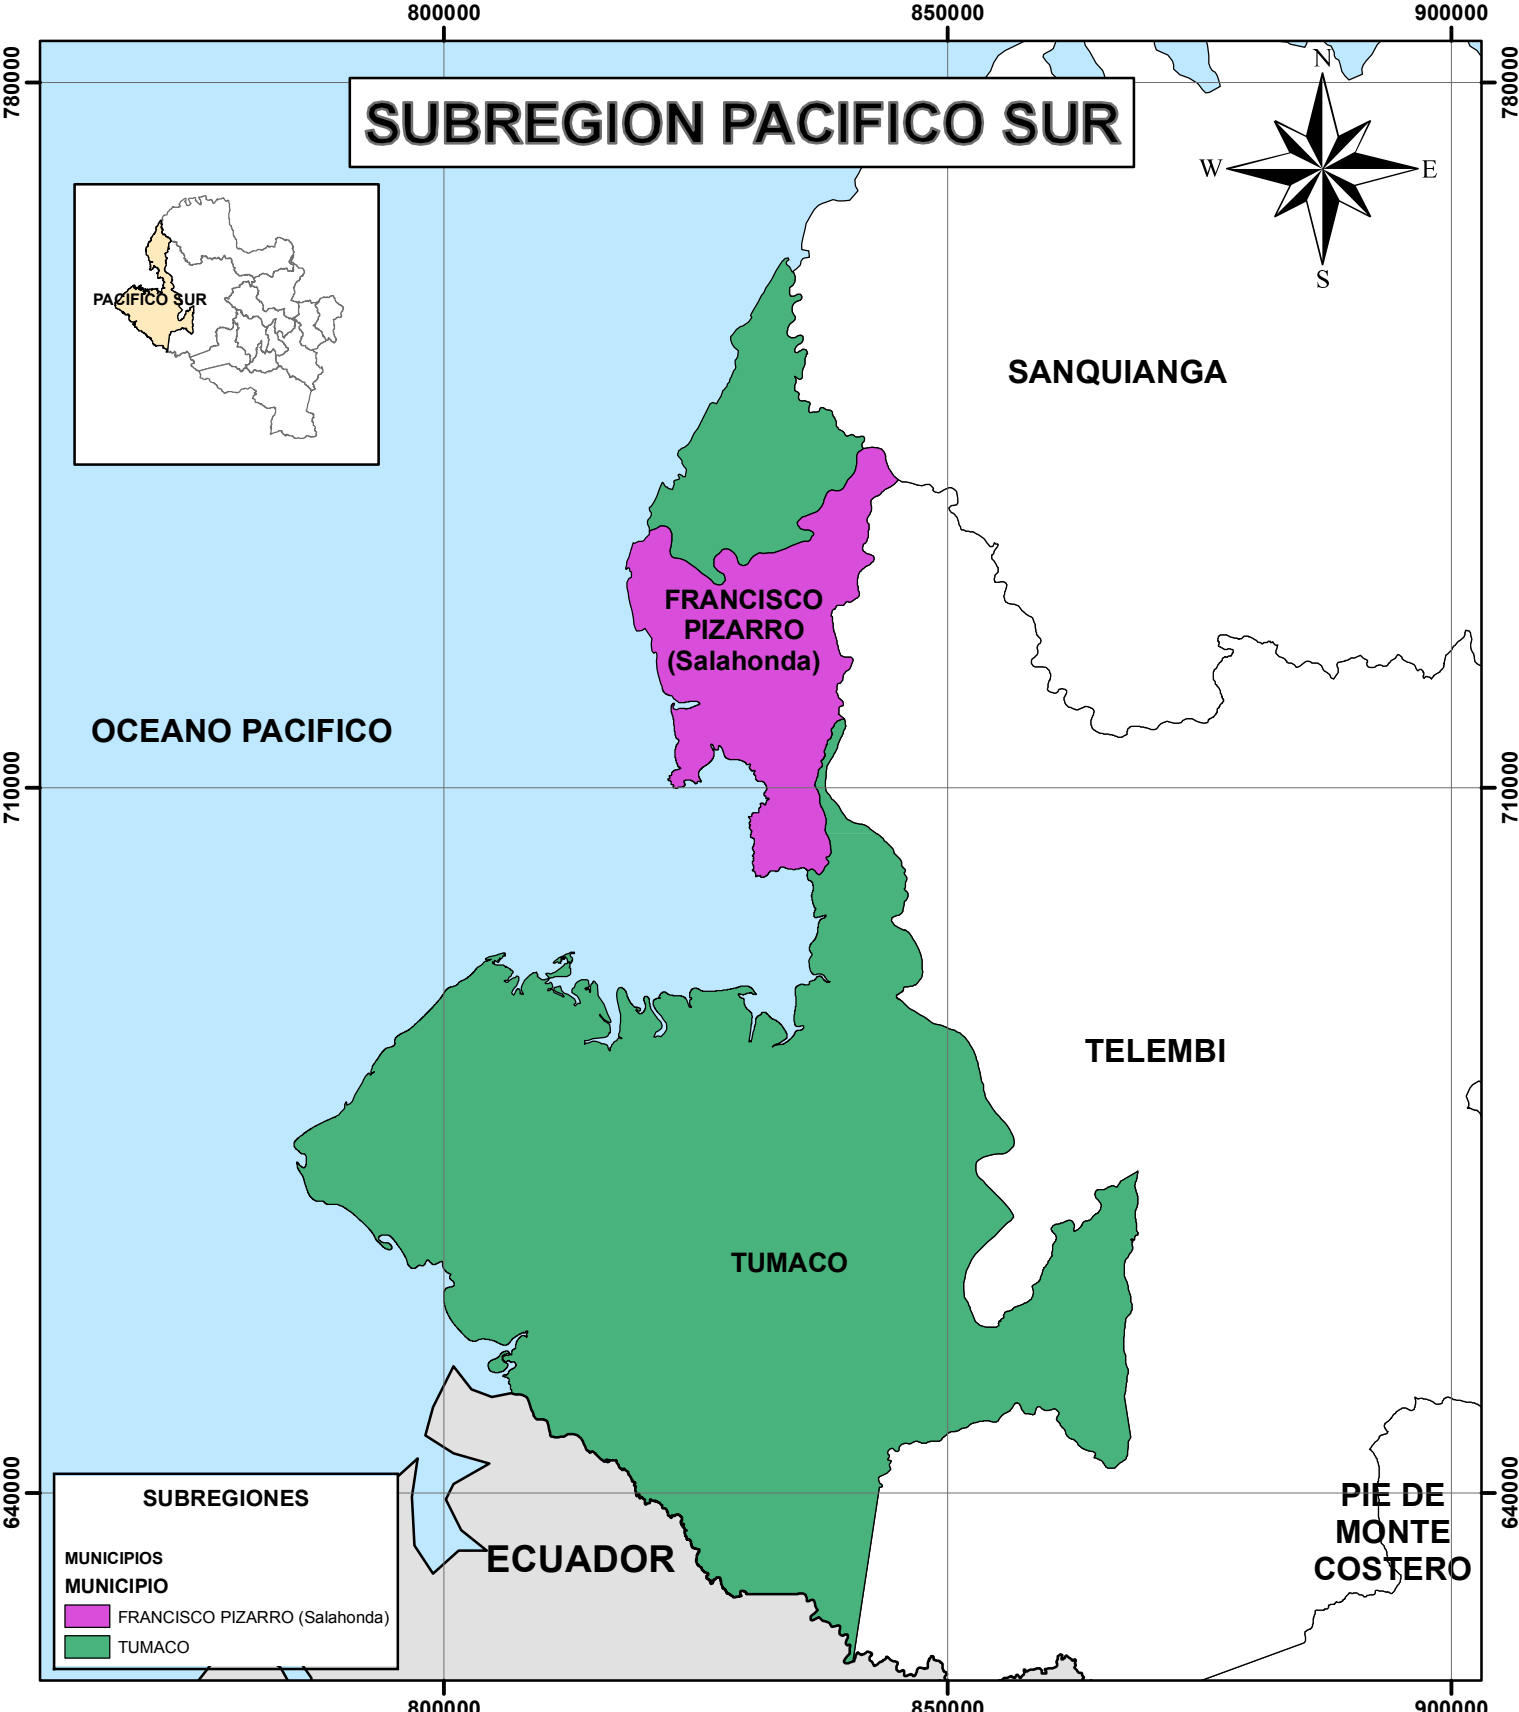 800000
850000
900000
780000
780000
SUBREGION PACIFICO SUR
N
W
E
S
PACIFICO SUR
SANQUIANGA
FRANCISCO
PIZARRO
(Salahonda)
OCEANO PACIFICO
710000
710000
TELEMBI
TUMACO
640000
640000
PIE DE
MONTE
COSTERO
ECUADOR
SUBREGIONES
MUNICIPIOS
MUNICIPIO
FRANCISCO PIZARRO (Salahonda)
TUMACO
800000
850000
900000